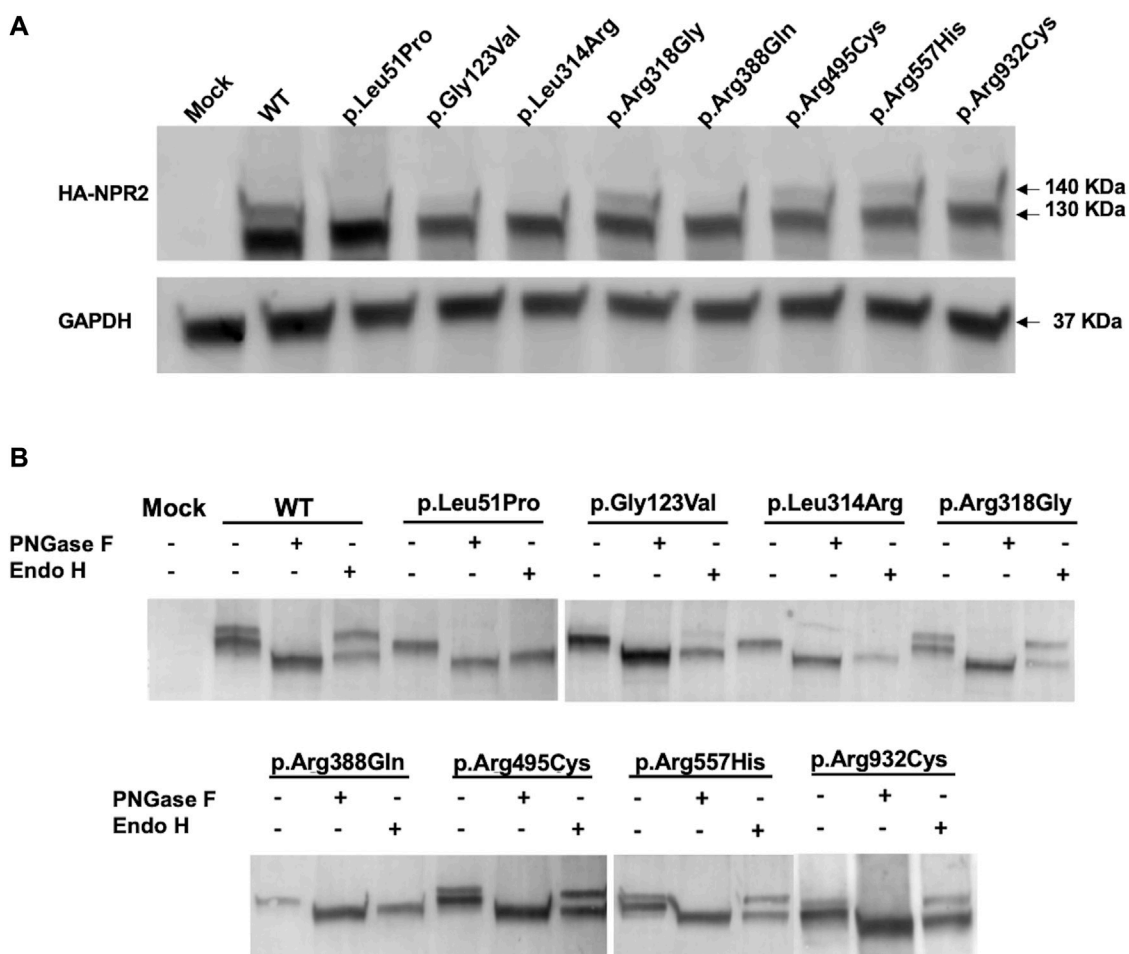 A
Mock WT p.Leu51Pro p.Gly123Val p.Leu314Arg p.Arg318Gly p.Arg388Gln p.Arg495Cys p.Arg557His p.Arg932Cys
HA-NPR2
140 KDa
130 KDa
GAPDH
37 KDa
B
Mock WT p.Leu51Pro p.Gly123Val p.Leu314Arg p.Arg318Gly
PNGase F - - + - - + - - + - - + - - + -
Endo H - - - + - - + - - + - - + - - +
p.Arg388Gln p.Arg495Cys p.Arg557His p.Arg932Cys
PNGase F - + - - + - - + - - + -
Endo H - - + - - + - - + - - +